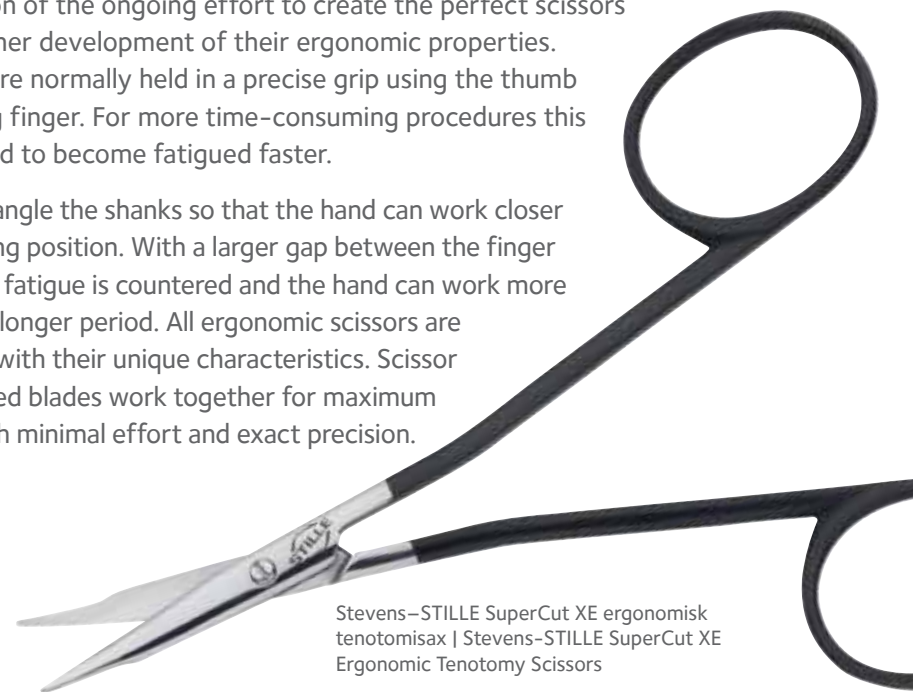 on of the ongoing effort to create the perfect scissors
her development of their ergonomic properties.
re normally held in a precise grip using the thumb
g finger. For more time-consuming procedures this
d to become fatigued faster.
angle the shanks so that the hand can work closer
ng position. With a larger gap between the finger
fatigue is countered and the hand can work more
longer period. All ergonomic scissors are
with their unique characteristics. Scissor
ed blades work together for maximum
h minimal effort and exact precision.
STILLE
Stevens–STILLE SuperCut XE ergonomisk
tenotomisax | Stevens-STILLE SuperCut XE
Ergonomic Tenotomy Scissors